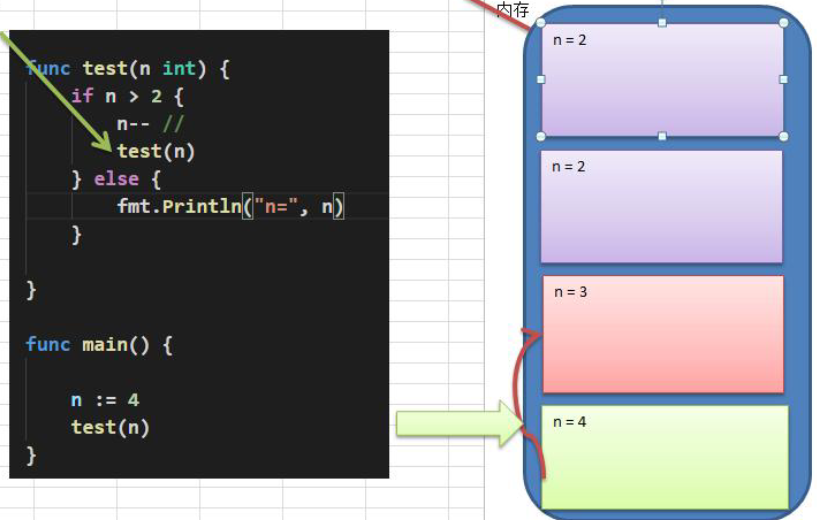 内存
func test(n int) {
if n > 2 {
n-- //
test(n)
} else {
fmt.Println("n=", n)
}
}
func main() {
n := 4
test(n)
}
n = 2
n = 2
n = 3
n = 4